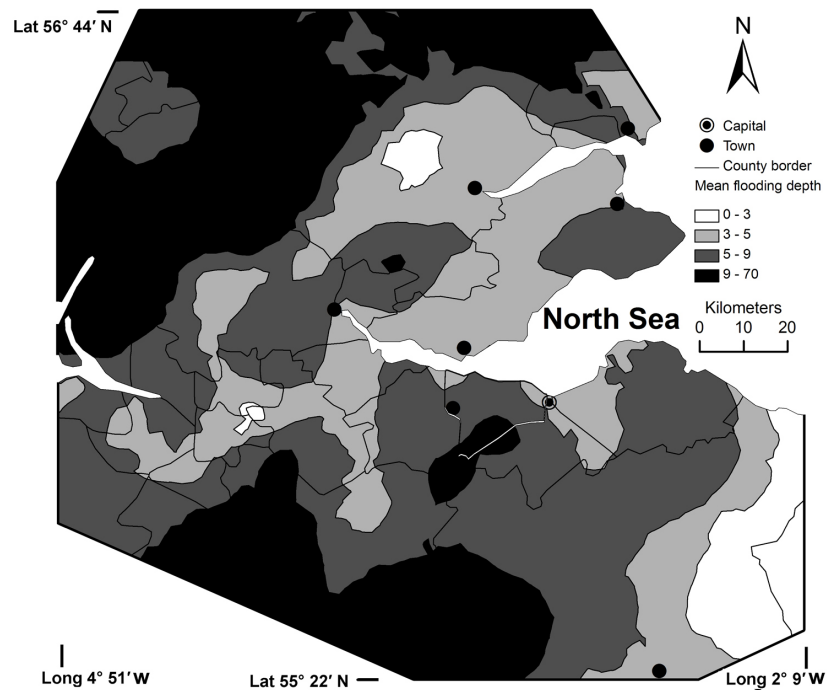 Lat 56° 44′ N
N
Capital
Town
County border
Mean flooding depth
0 - 3
3 - 5
5 - 9
9 - 70
North Sea
Kilometers
0 10 20
Long 4° 51′ W
Lat 55° 22′ N
Long 2° 9′ W